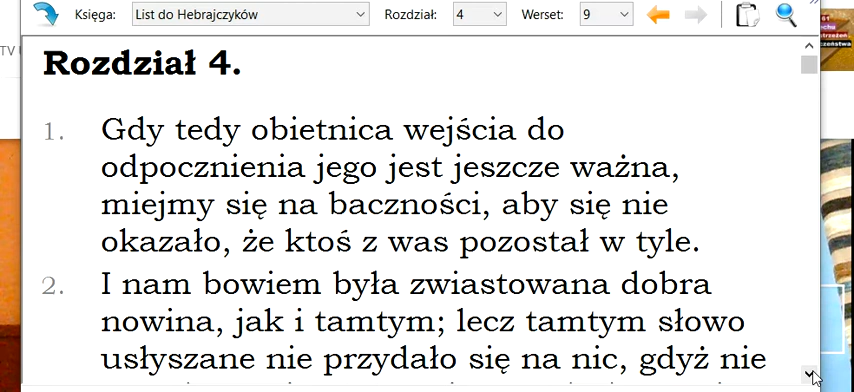 Księga: List do Hebrajczyków Rozdział: 4 Werset: 9
TV
Rozdział 4.
1. Gdy tedy obietnica wejścia do
odpocznienia jego jest jeszcze ważna,
miejmy się na baczności, aby się nie
okazało, że ktoś z was pozostał w tyle.
2. I nam bowiem była zwiastowana dobra
nowina, jak i tamtym; lecz tamtym słowo
usłyszane nie przydało się na nic, gdyż nie